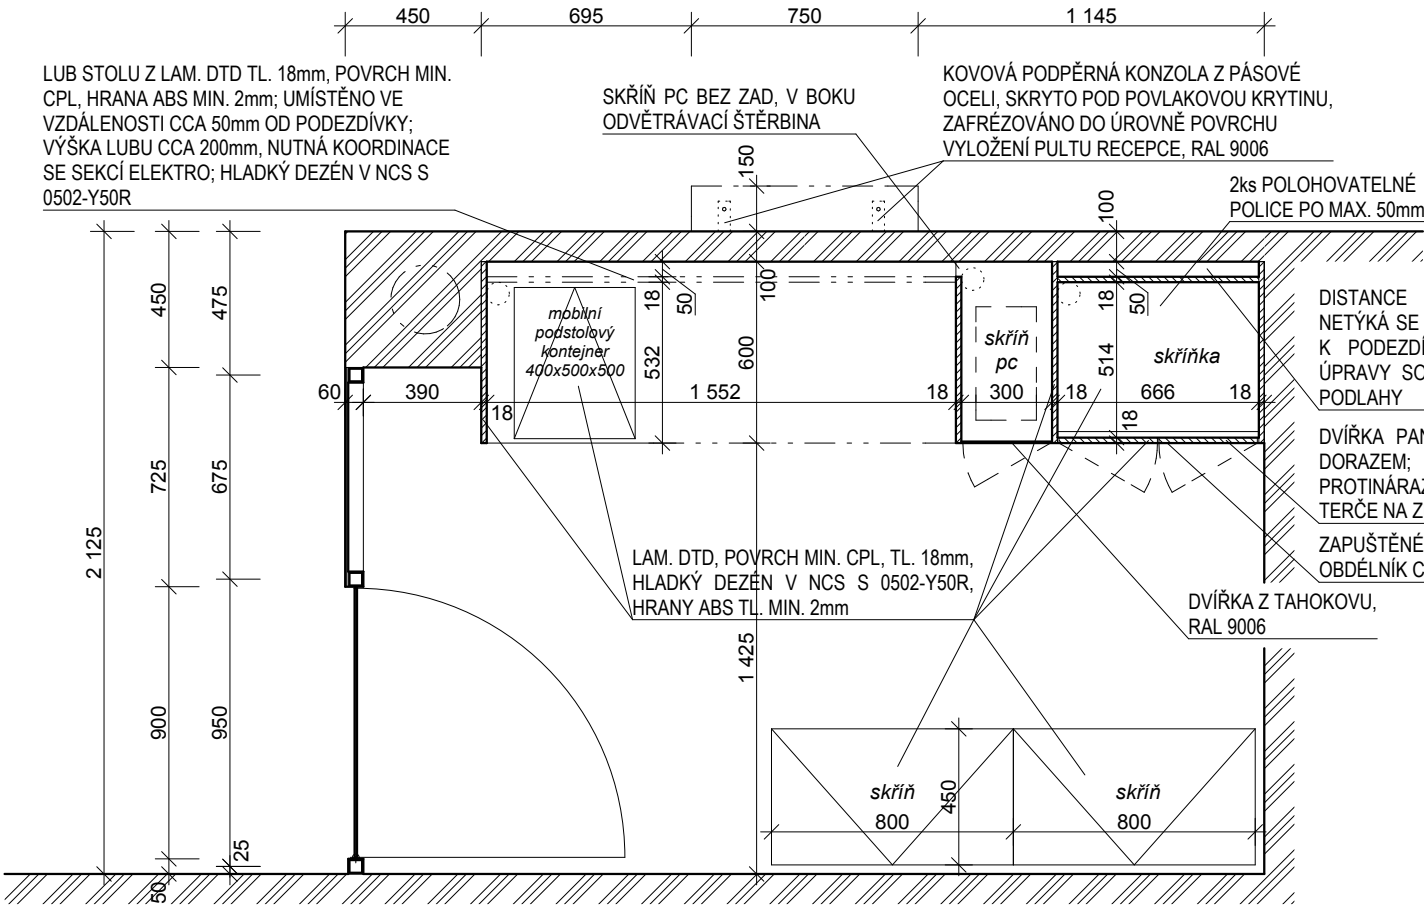 450
695
750
1 145
LUB STOLU Z LAM. DTD TL. 18mm, POVRCH MIN.
CPL, HRANA ABS MIN. 2mm; UMÍSTĚNO VE
VZDÁLENOSTI CCA 50mm OD PODEZDÍVKY;
VÝŠKA LUBU CCA 200mm, NUTNÁ KOORDINACE
SE SEKCÍ ELEKTRO; HLADKÝ DEZÉN V NCS S
0502-Y50R
SKŘÍŇ PC BEZ ZAD, V BOKU
ODVĚTRÁVACÍ ŠTĚRBINA
KOVOVÁ PODPĚRNÁ KONZOLA Z PÁSOVÉ
OCELI, SKRYTO POD POVLAKOVOU KRYTINU,
ZAFRÉZOVÁNO DO ÚROVNĚ POVRCHU
VYLOŽENÍ PULTU RECEPCE, RAL 9006
2ks POLOHOVATELNÉ
POLICE PO MAX. 50mm
150
100
450
475
18
50
100
18
50
mobilní
podstolový
kontejner
400x500x500
532
600
skříň
pc
514
skříňka
DISTANCE
NETÝKÁ SE
K PODEZDÍ
ÚPRAVY SO
PODLAHY
60
390
18
1 552
18
300
18
666
18
18
DVÍŘKA PAN
DORAZEM;
PROTINÁRAZ
TERČE NA Z
ZAPUŠTĚNÉ
OBDÉLNÍK C
725
675
2 125
LAM. DTD, POVRCH MIN. CPL, TL. 18mm,
HLADKÝ DEZÉN V NCS S 0502-Y50R,
HRANY ABS TL. MIN. 2mm
DVÍŘKA Z TAHOKOVU,
RAL 9006
1 425
900
950
skříň
450
skříň
800
800
25
50